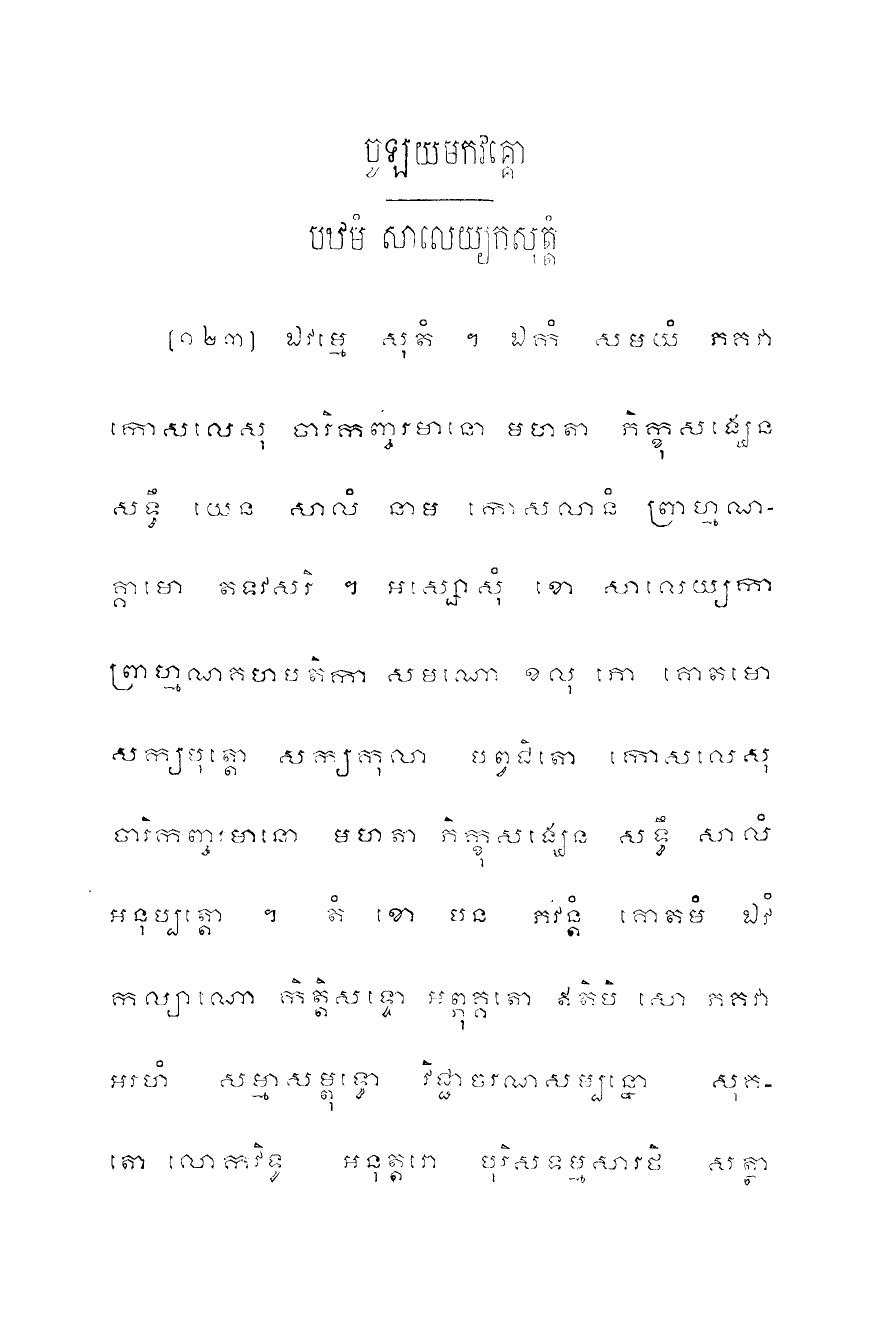 ចូឡយមកវគ្គោ
បឋមំ សាលេយ្យកសុត្តំ
[១២៣] ឯវម្មេ សុតំ ។ ឯកំ សមយំ ភគវា
កោសលេសុ ចារិកញ្ចរមានោ មហតា ភិក្ខុសង្ឃេន
សទ្ធឹ យេន សាលំ នាម កោសលានំ ព្រាហ្មណ-
គ្គាមោ តទវសរិ ។ អស្សោសុំ ខោ សាលេយ្យកា
ព្រាហ្មណគហបតិកា សមណោ ខលុ ភោ គោតមោ
សក្យបុត្តោ សក្យកុលា បព្វជិតោ កោសលេសុ
ចារិកញ្ចរមានោ មហតា ភិក្ខុសង្ឃេន សទ្ធឹ សាលំ
អនុប្បត្តោ ។ តំ ខោ បន ភវន្តំ គោតមំ ឯវំ
កល្យាណោ កិត្តិសទ្ទោ អព្ភុគ្គតោ ឥតិបិ សោ ភគវា
អរហំ សម្មាសម្ពុទ្ធោ វិជ្ជាចរណសម្បន្នោ សុគ-
តោ លោកវិទូ អនុត្តរោ បុរិសទម្មសារថិ សត្ថា